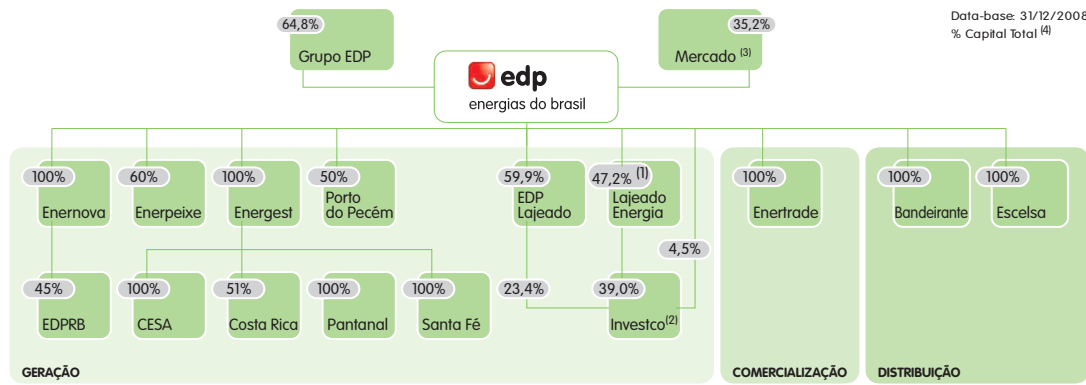 64,8%
Grupo EDP
35,2%
Mercado (3)
Data-base: 31/12/2008
% Capital Total (4)
edp
energias do brasil
100%
Enernova
60%
Enerpeixe
100%
Energest
50%
Porto
do Pecém
59,9%
EDP
Lajeado
47,2% (1)
Lajeado
Energia
100%
Enertrade
100%
Bandeirante
100%
Escelsa
4,5%
45%
EDPRB
100%
CESA
51%
Costa Rica
100%
Pantanal
100%
Santa Fé
23,4%
39,0%
Investco(2)
GERAÇÃO
COMERCIALIZAÇÃO
DISTRIBUIÇÃO